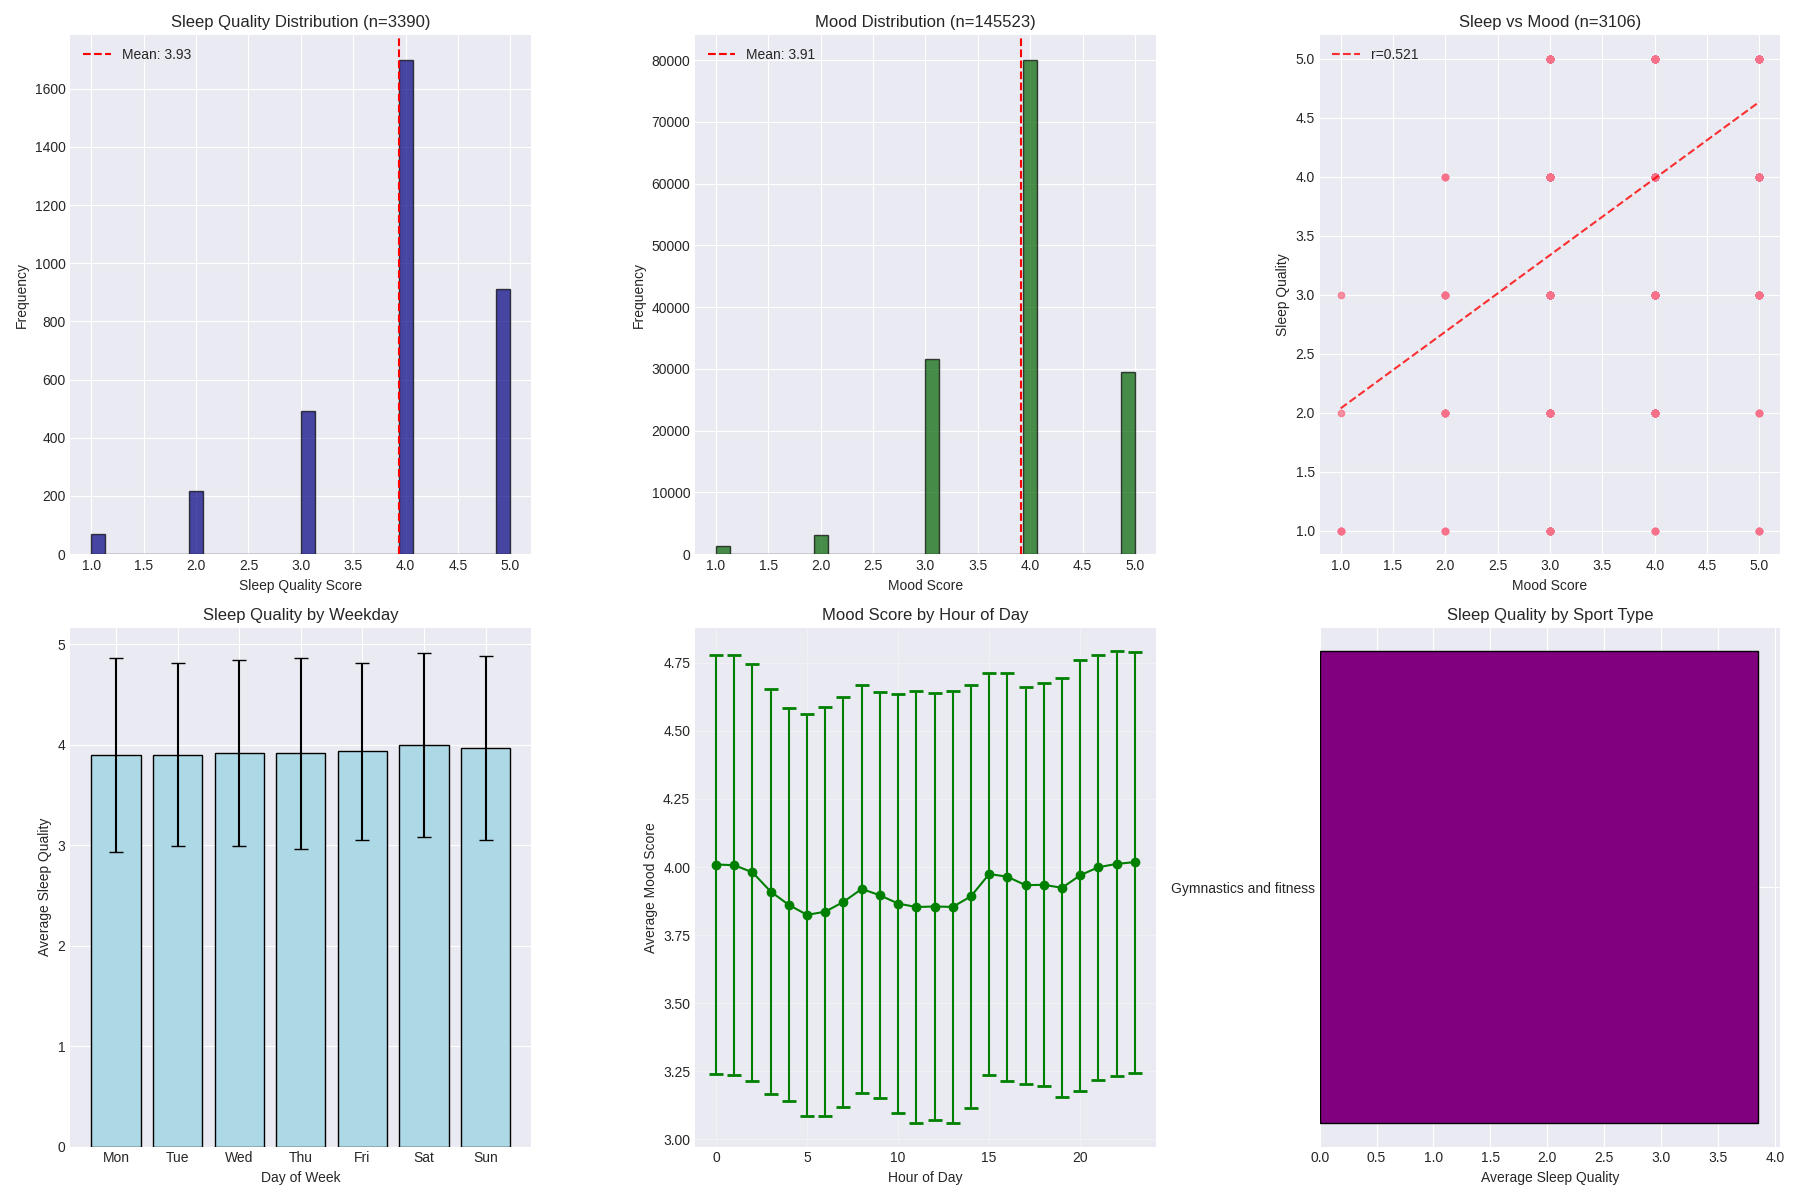 Sleep Quality Distribution (n=3390)
Mean: 3.93
1600
1400
1200
1000
800
600
400
200
0
Frequency
1.0 1.5 2.0 2.5 3.0 3.5 4.0 4.5 5.0
Sleep Quality Score
Mood Distribution (n=145523)
Mean: 3.91
80000
70000
60000
50000
40000
30000
20000
10000
0
Frequency
1.0 1.5 2.0 2.5 3.0 3.5 4.0 4.5 5.0
Mood Score
Sleep vs Mood (n=3106)
r=0.521
5.0
4.5
4.0
3.5
3.0
2.5
2.0
1.5
1.0
Sleep Quality
1.0 1.5 2.0 2.5 3.0 3.5 4.0 4.5 5.0
Mood Score
Sleep Quality by Weekday
5
4
3
2
1
0
Average Sleep Quality
Mon Tue Wed Thu Fri Sat Sun
Day of Week
Mood Score by Hour of Day
4.75
4.50
4.25
4.00
3.75
3.50
3.25
3.00
Average Mood Score
0 5 10 15 20
Hour of Day
Sleep Quality by Sport Type
Gymnastics and fitness
0.0 0.5 1.0 1.5 2.0 2.5 3.0 3.5 4.0
Average Sleep Quality